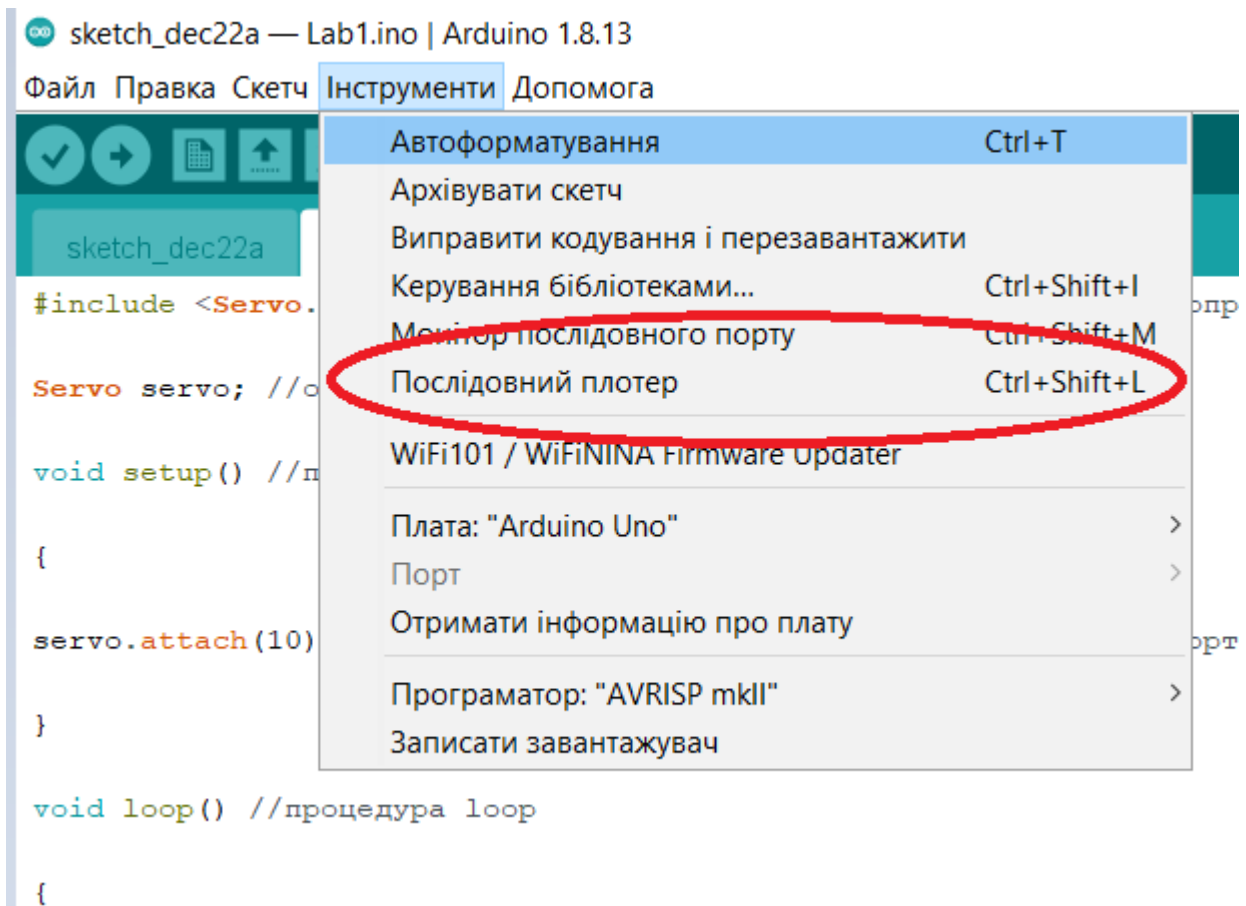 sketch_dec22a — Lab1.ino | Arduino 1.8.13
Файл Правка Скетч Інструменти Допомога
Автоформатування Ctrl+T
Архівувати скетч
sketch_dec22a
Виправити кодування і перезавантажити
Керування бібліотеками... Ctrl+Shift+I
#include <Servo.
Монітор послідовного порту Ctrl+Shift+M
Послідовний плотер Ctrl+Shift+L
Servo servo; //о
WiFi101 / WiFiNINA Firmware Updater
void setup() //п
Плата: "Arduino Uno"
{
Порт
Отримати інформацію про плату
servo.attach(10)
Програматор: "AVRISP mkII"
}
Записати завантажувач
void loop() //процедура loop
{